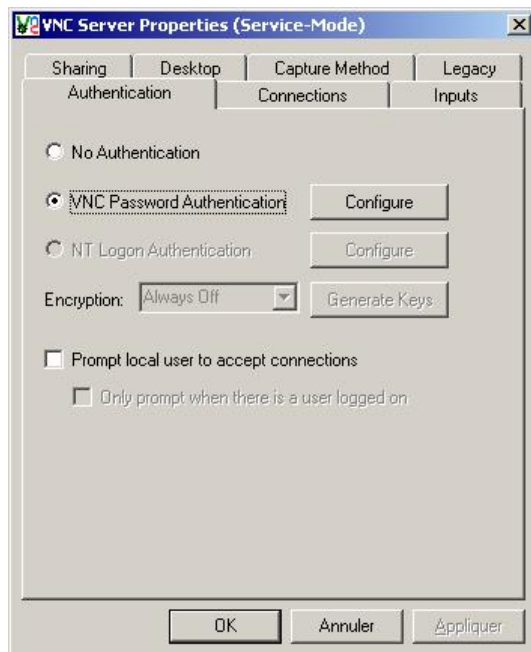 VNC Server Properties (Service-Mode)
Sharing Desktop Capture Method Legacy
Authentication Connections Inputs
No Authentication
VNC Password Authentication Configure
NT Logon Authentication Configure
Encryption: Always Off Generate Keys
Prompt local user to accept connections
Only prompt when there is a user logged on
OK Annuler Appliquer